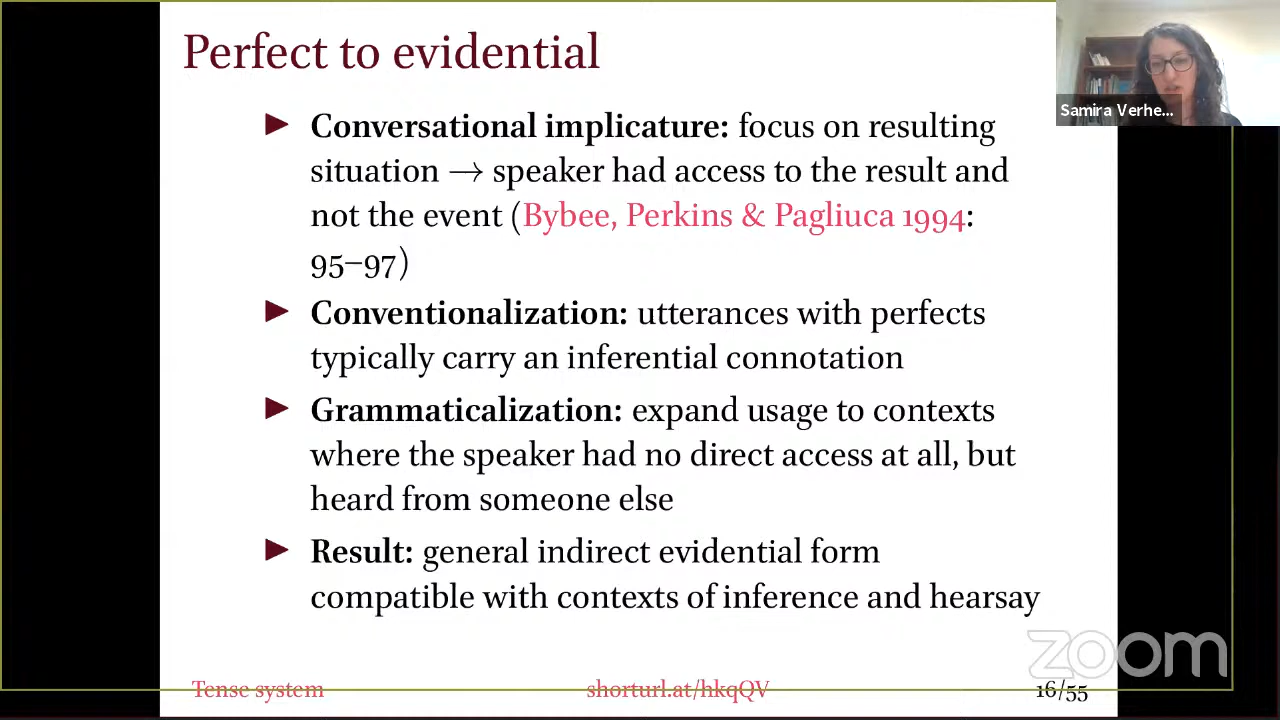 Perfect to evidential
Samira Verhe...
▶ Conversational implicature: focus on resulting
situation → speaker had access to the result and
not the event (Bybee, Perkins & Pagliuca 1994:
95–97)
▶ Conventionalization: utterances with perfects
typically carry an inferential connotation
▶ Grammaticalization: expand usage to contexts
where the speaker had no direct access at all, but
heard from someone else
▶ Result: general indirect evidential form
compatible with contexts of inference and hearsay
zoom
Tense system shorturl.at/hkqQV 16/55